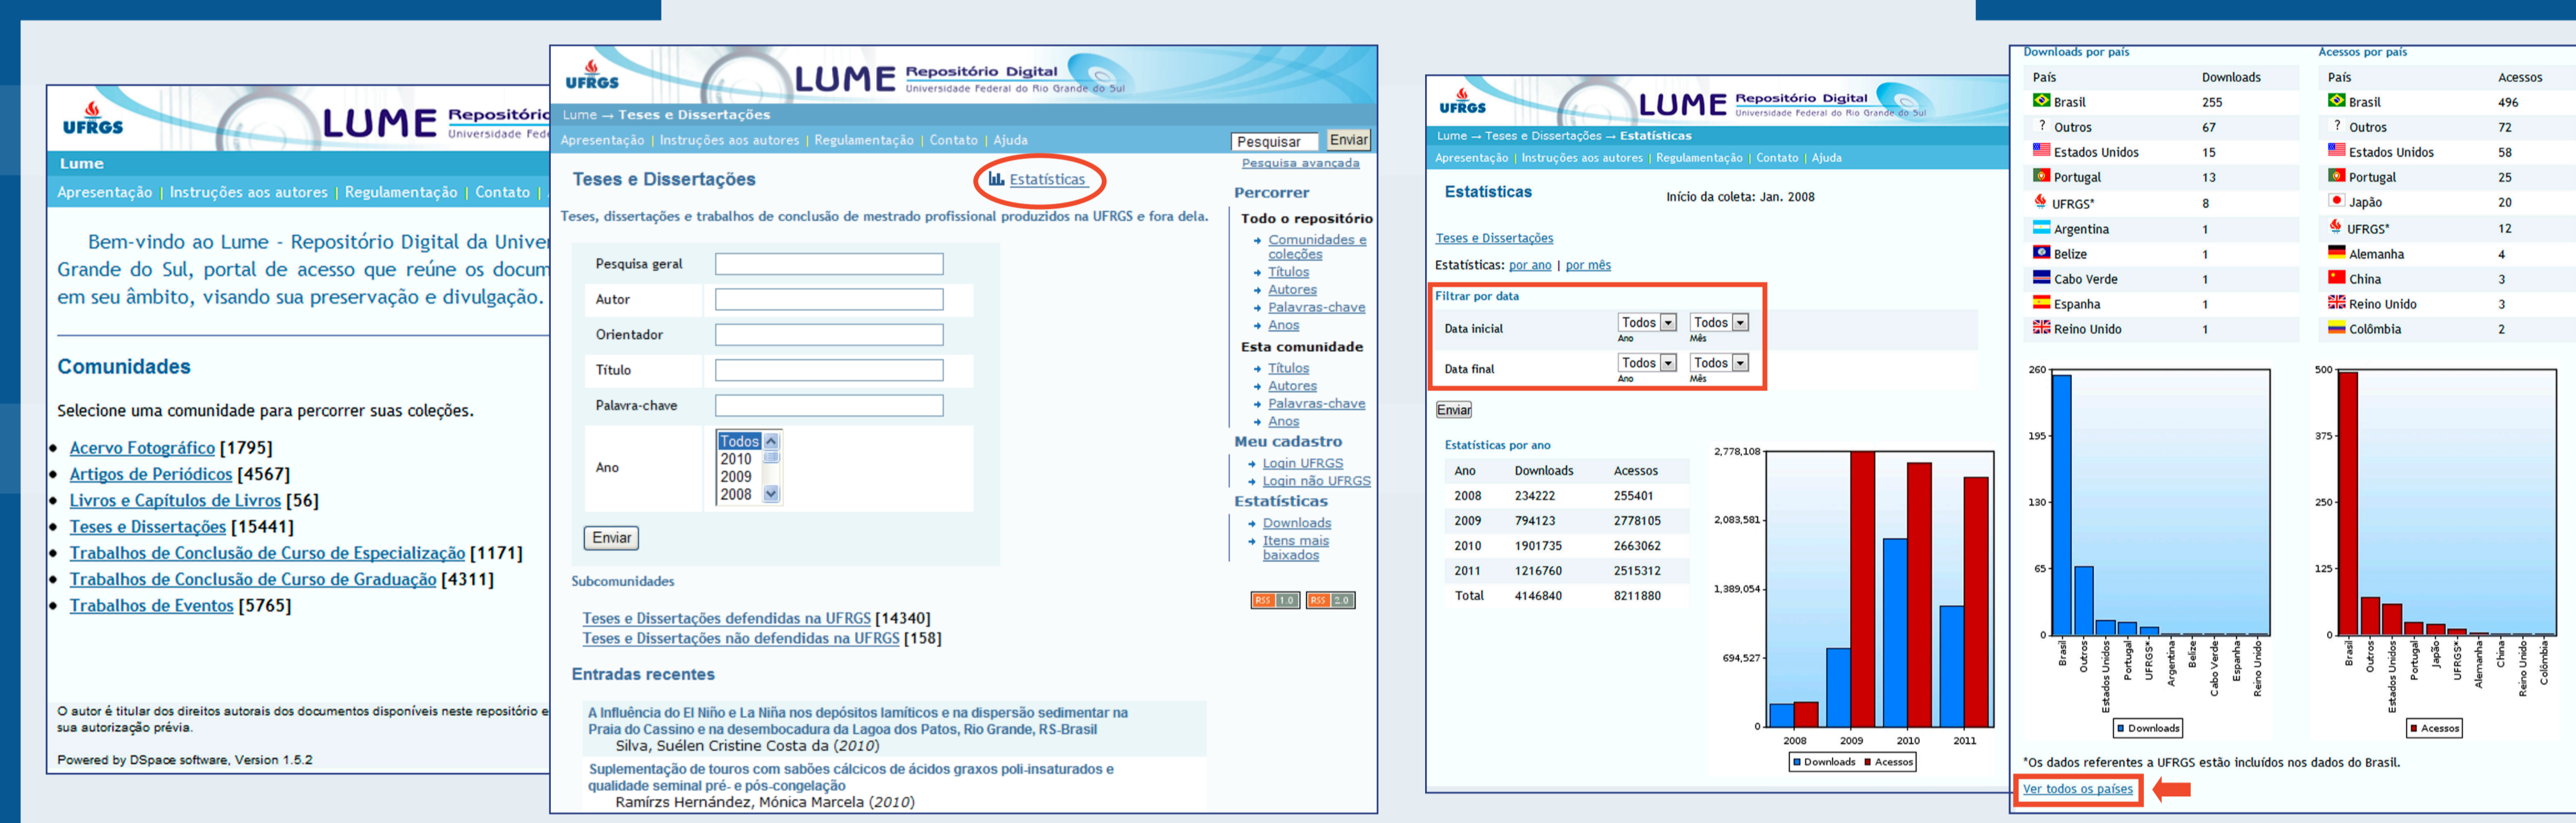 UFRGS
LUME Repositório
Universidade Fede
Lume
Apresentação | Instruções aos autores | Regulamentação | Contato |
Bem-vindo ao Lume - Repositório Digital da Univer
Grande do Sul, portal de acesso que reúne os docum
em seu âmbito, visando sua preservação e divulgação.
Comunidades
Selecione uma comunidade para percorrer suas coleções.
Acervo Fotográfico [1795]
Artigos de Periódicos [4567]
Livros e Capítulos de Livros [56]
Teses e Dissertações [15441]
Trabalhos de Conclusão de Curso de Especialização [1171]
Trabalhos de Conclusão de Curso de Graduação [4311]
Trabalhos de Eventos [5765]
O autor é titular dos direitos autorais dos documentos disponíveis neste repositório e
sua autorização prévia.
Powered by DSpace software, Version 1.5.2
UFRGS
LUME Repositório Digital
Universidade Federal do Rio Grande do Sul
Lume → Teses e Dissertações
Apresentação | Instruções aos autores | Regulamentação | Contato | Ajuda
Teses e Dissertações
Estatísticas
Teses, dissertações e trabalhos de conclusão de mestrado profissional produzidos na UFRGS e fora dela.
Pesquisa geral
Autor
Orientador
Título
Palavra-chave
Ano
Todos
2010
2009
2008
Enviar
Subcomunidades
Teses e Dissertações defendidas na UFRGS [14340]
Teses e Dissertações não defendidas na UFRGS [158]
Entradas recentes
A Influência do El Niño e La Niña nos depósitos lamíticos e na dispersão sedimentar na
Praia do Cassino e na desembocadura da Lagoa dos Patos, Rio Grande, RS-Brasil
Silva, Suélen Cristine Costa da (2010)
Suplementação de touros com sabões cálcicos de ácidos graxos poli-insaturados e
qualidade seminal pré- e pós-congelação
Ramírzs Hernández, Mónica Marcela (2010)
Pesquisar Enviar
Pesquisa avançada
Percorrer
Todo o repositório
Comunidades e
coleções
Títulos
Autores
Palavras-chave
Anos
Esta comunidade
Títulos
Autores
Palavras-chave
Anos
Meu cadastro
Login UFRGS
Login não UFRGS
Estatísticas
Downloads
Itens mais
baixados
RSS 1.0 RSS 2.0
UFRGS
LUME Repositório Digital
Universidade Federal do Rio Grande do Sul
Lume → Teses e Dissertações → Estatísticas
Apresentação | Instruções aos autores | Regulamentação | Contato | Ajuda
Estatísticas
Início da coleta: Jan. 2008
Teses e Dissertações
Estatísticas: por ano | por mês
Filtrar por data
Data inicial Todos Todos
Ano Mês
Data final Todos Todos
Ano Mês
Enviar
Estatísticas por ano
Ano Downloads Acessos
2008 234222 255401
2009 794123 2778105
2010 1901735 2663062
2011 1216760 2515312
Total 4146840 8211880
2,778,108
2,083,581
1,389,054
694,527
0
2008 2009 2010 2011
Downloads Acessos
Downloads por país
País Downloads
Brasil 255
? Outros 67
Estados Unidos 15
Portugal 13
UFRGS* 8
Argentina 1
Belize 1
Cabo Verde 1
Espanha 1
Reino Unido 1
Acessos por país
País Acessos
Brasil 496
? Outros 72
Estados Unidos 58
Portugal 25
Japão 20
UFRGS* 12
Alemanha 4
China 3
Reino Unido 3
Colômbia 2
260
195
130
65
0
Brasil
Outros
Estados Unidos
Portugal
UFRGS*
Argentina
Belize
Cabo Verde
Espanha
Reino Unido
Downloads
500
375
250
125
0
Brasil
Outros
Estados Unidos
Portugal
Japão
UFRGS*
Alemanha
China
Reino Unido
Colômbia
Acessos
*Os dados referentes a UFRGS estão incluídos nos dados do Brasil.
Ver todos os países